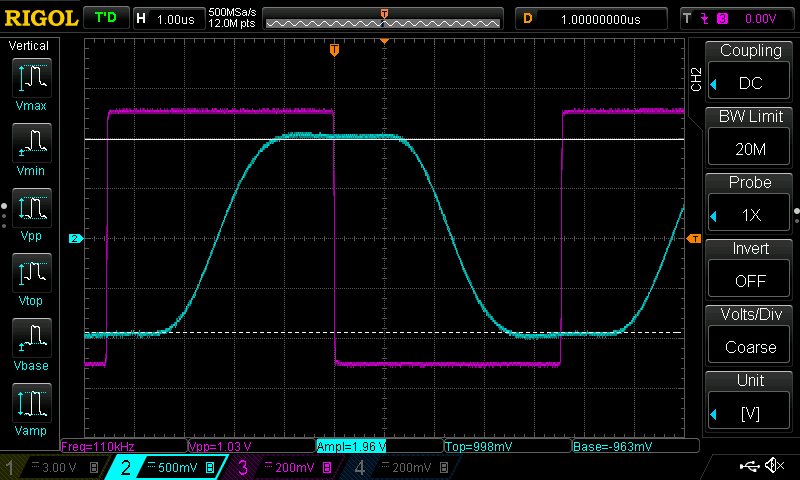 RIGOL T'D H 1.00us 500MSa/s 12.0M pts T D 1.00000000us T 3 0.00V
Vertical
Vmax
Vmin
Vpp
Vtop
Vbase
Vamp
T
2
T
CH2
Coupling
DC
BW Limit
20M
Probe
1X
Invert
OFF
Volts/Div
Coarse
Unit
[V]
Freq=110kHz Vpp=1.03 V Ampl=1.96 V Top=998mV Base=-963mV
1 3.00 V B 2 500mV B 3 200mV B 4 200mV B